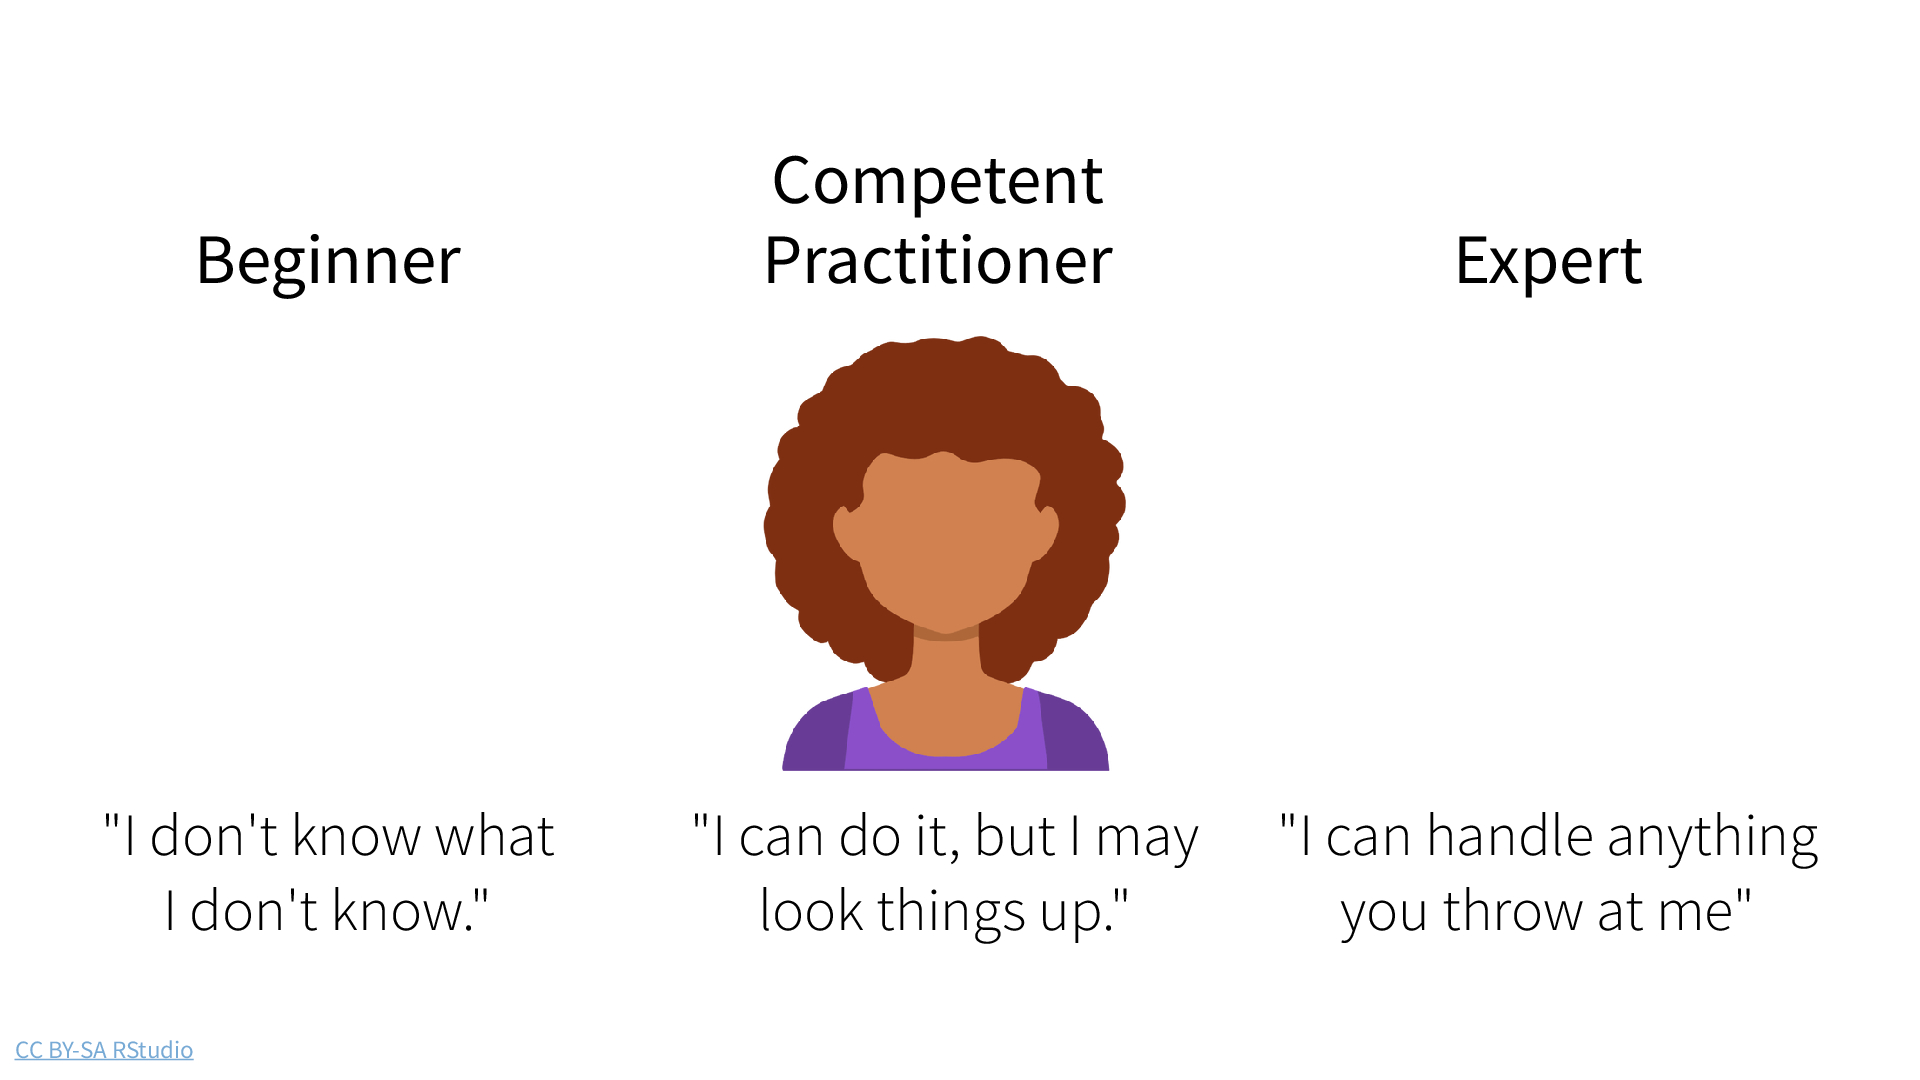 Beginner
Competent
Practitioner
Expert
"I don't know what
I don't know."
"I can do it, but I may
look things up."
"I can handle anything
you throw at me"
CC BY-SA RStudio